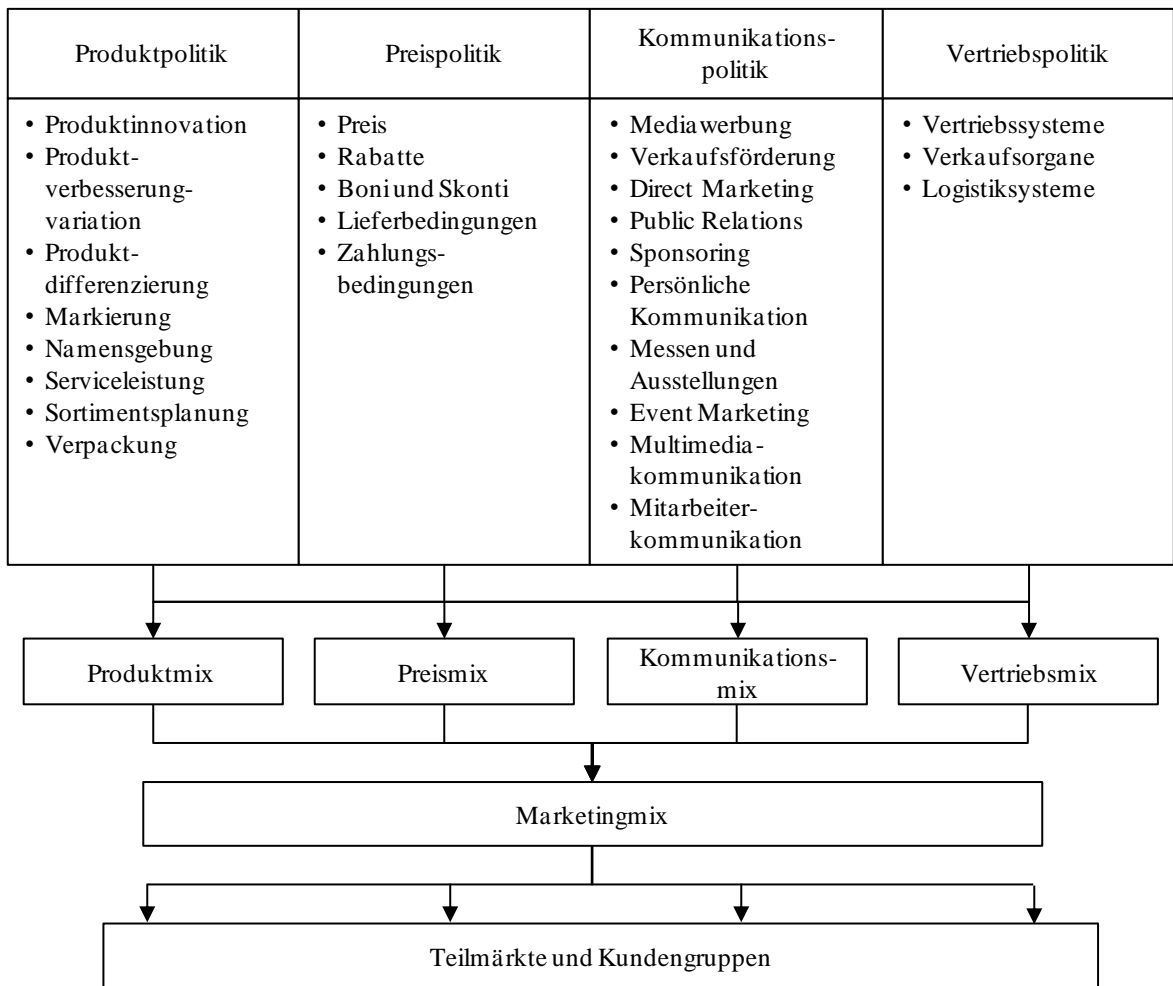 Produktpolitik
Preispolitik
Kommunikations-
politik
Vertriebspolitik
• Produktinnovation
• Produkt-
verbesserung-
variation
• Produkt-
differenzierung
• Markierung
• Namensgebung
• Serviceleistung
• Sortimentsplanung
• Verpackung
• Preis
• Rabatte
• Boni und Skonti
• Lieferbedingungen
• Zahlungs-
bedingungen
• Mediawerbung
• Verkaufsförderung
• Direct Marketing
• Public Relations
• Sponsoring
• Persönliche
Kommunikation
• Messen und
Ausstellungen
• Event Marketing
• Multimedia-
kommunikation
• Mitarbeiter-
kommunikation
• Vertriebssysteme
• Verkaufsorgane
• Logistiksysteme
Produktmix
Preismix
Kommunikations-
mix
Vertriebsmix
Marketingmix
Teilmärkte und Kundengruppen